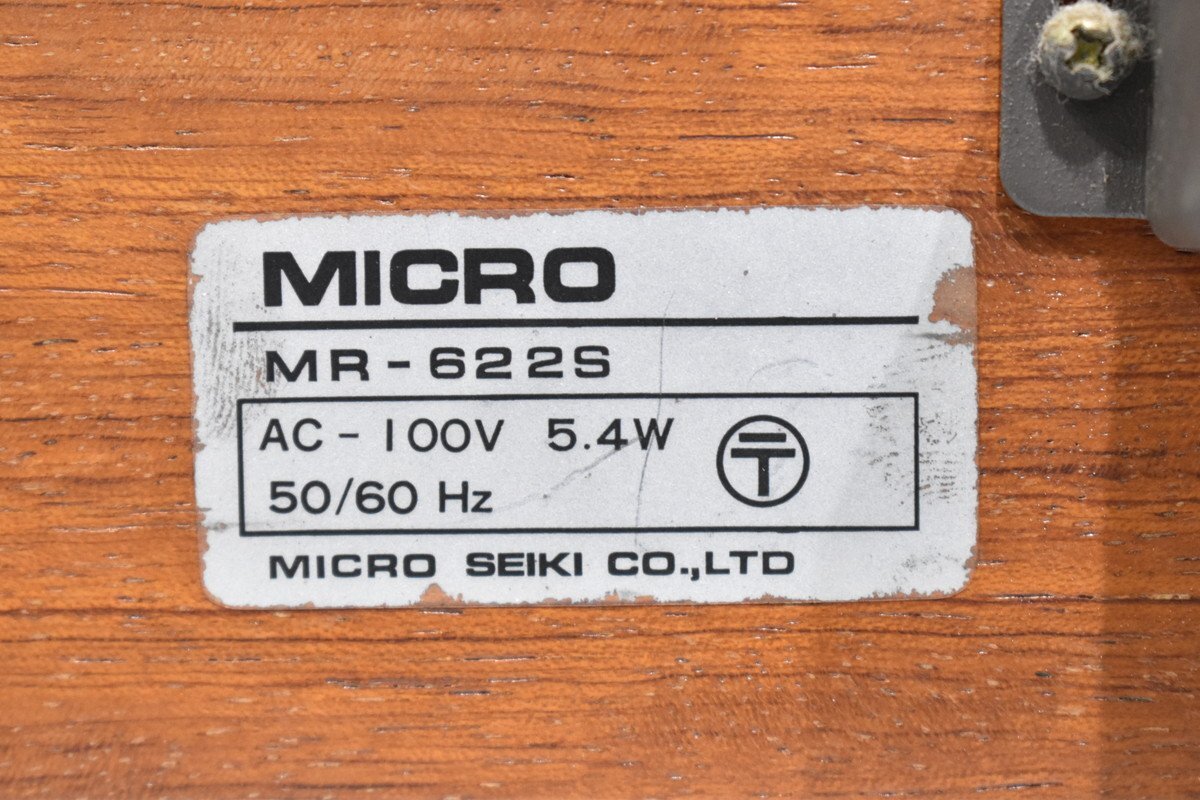 MICRO
MR-622S
AC-100V 5.4W
〒
50/60 Hz
MICRO SEIKI CO.,LTD